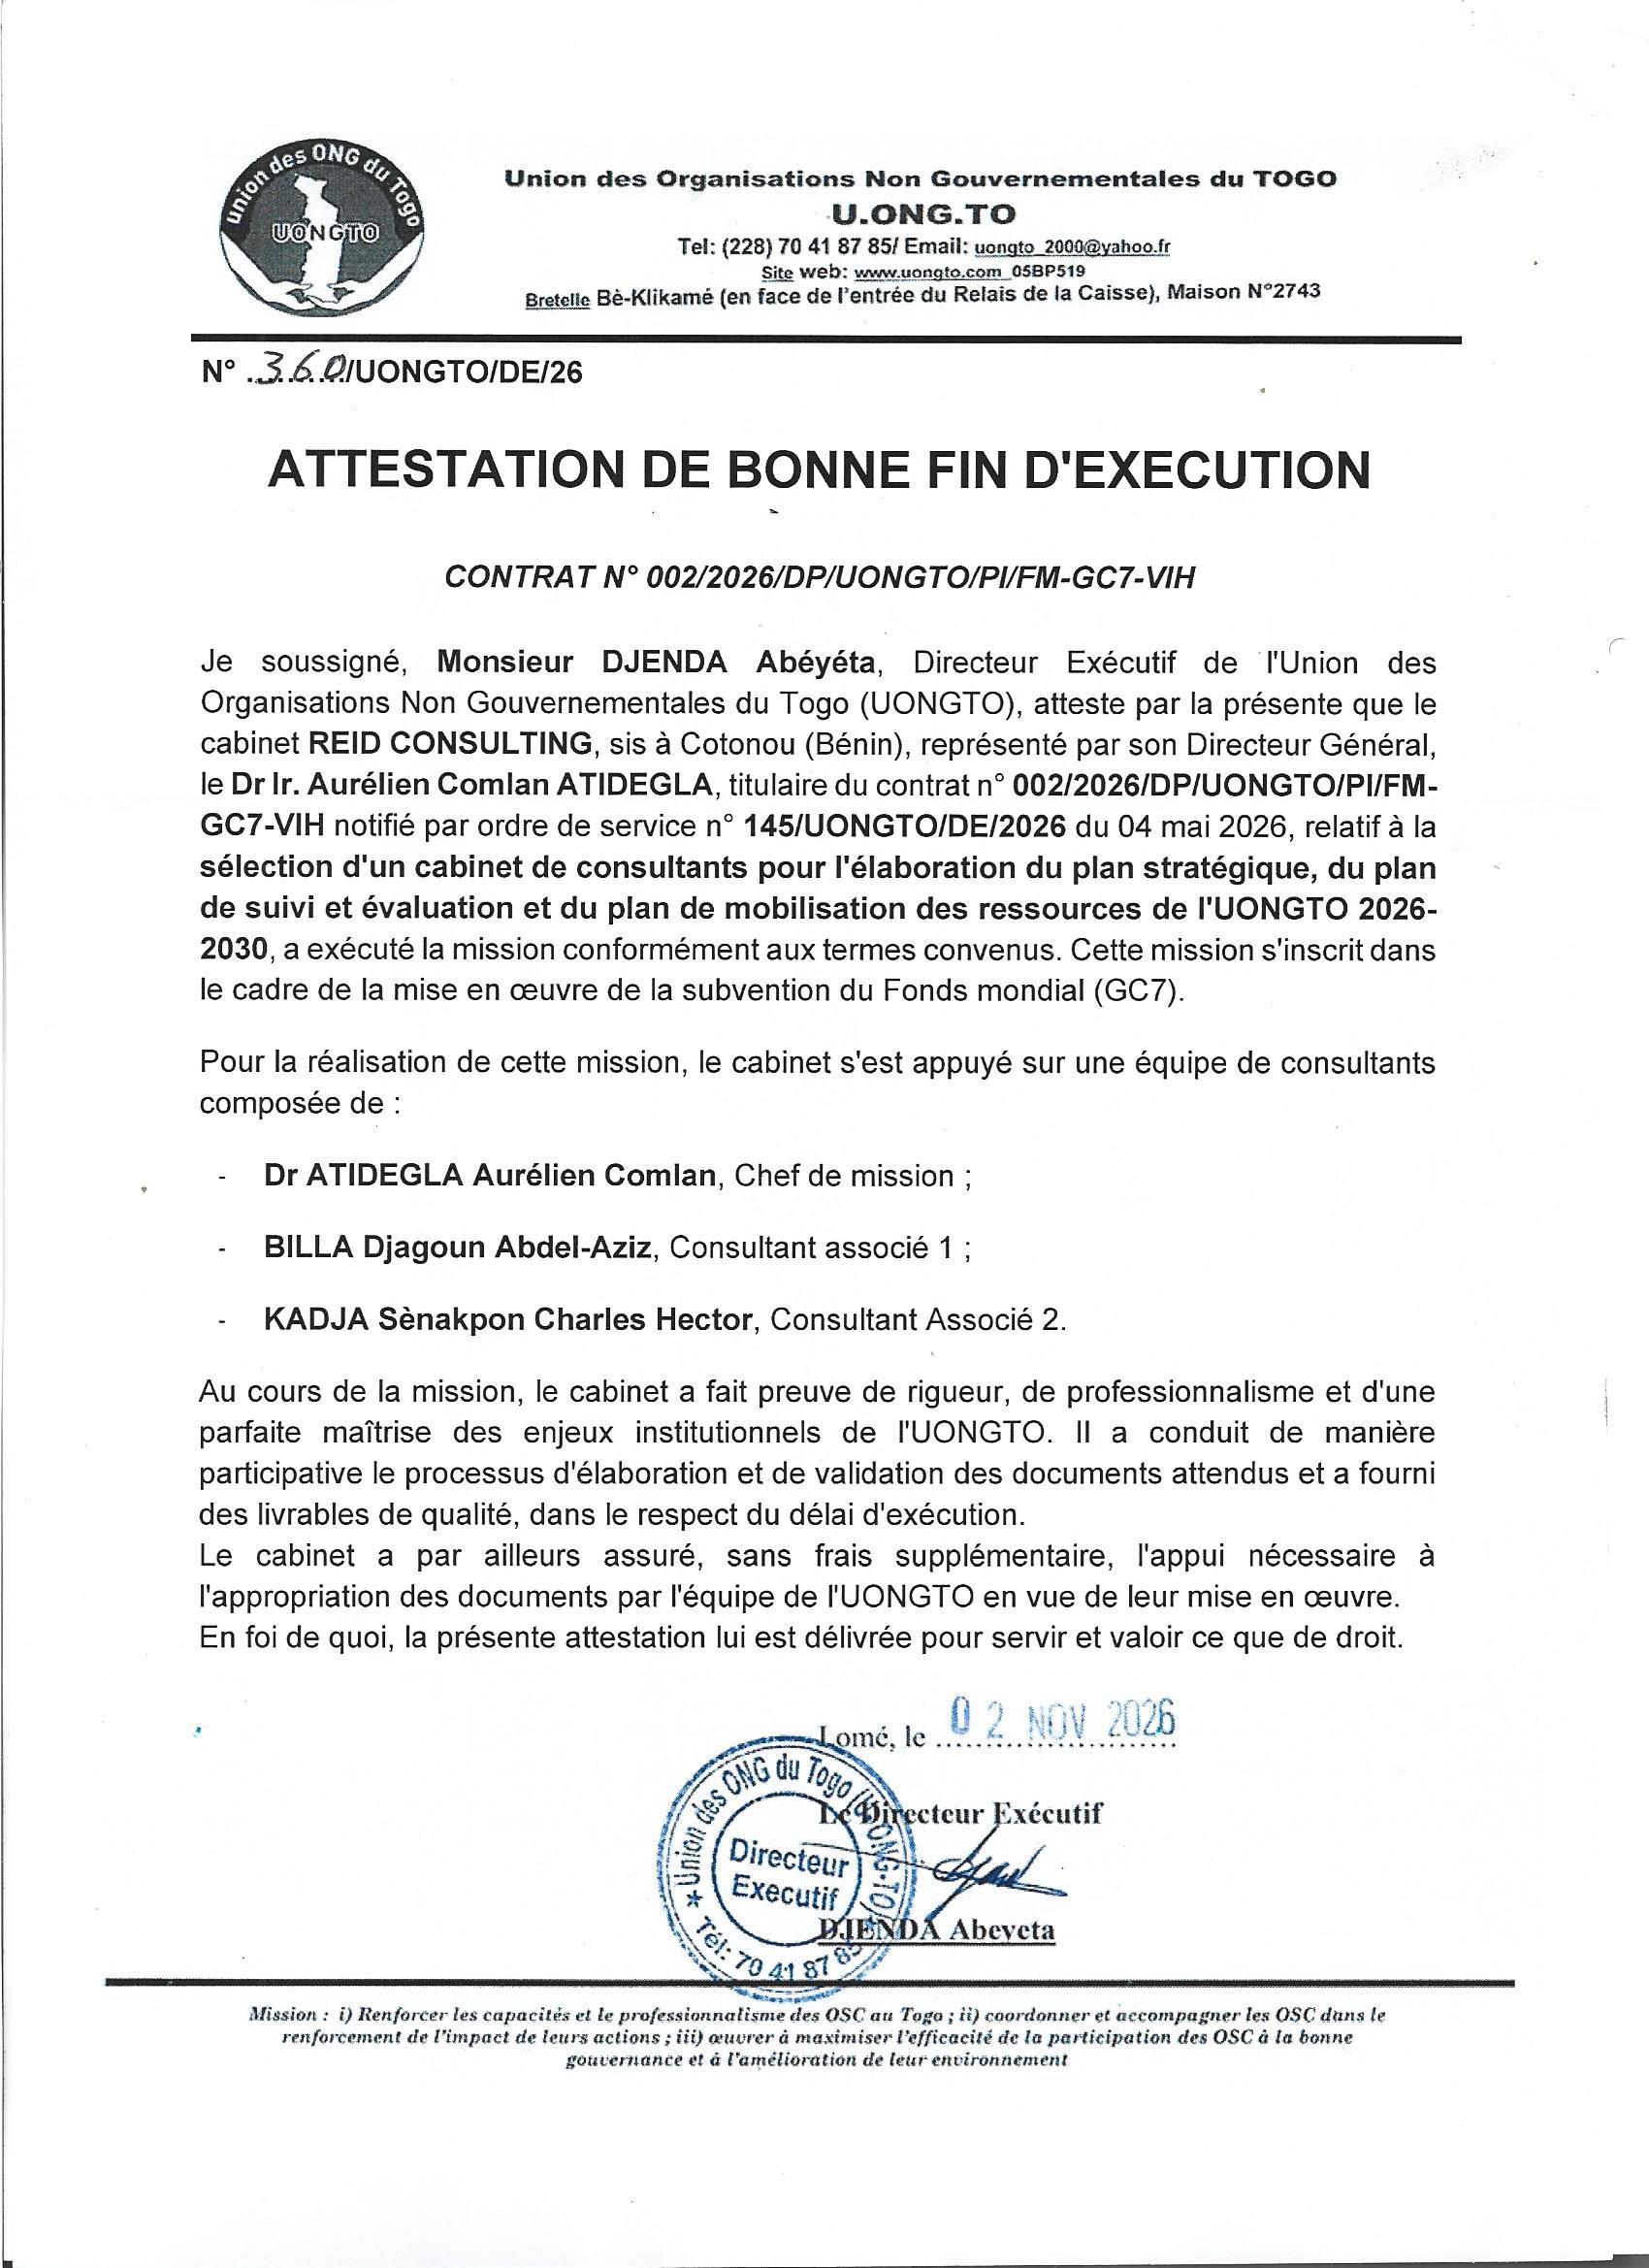 union des ONG du Togo
UONGTO
Union des Organisations Non Gouvernementales du TOGO
U.ONG.TO
Tel: (228) 70 41 87 85/ Email: uongto_2000@yahoo.fr
Site web: www.uongto.com 05BP519
Bretelle Bè-Klikamé (en face de l'entrée du Relais de la Caisse), Maison N°2743
N° .360/UONGTO/DE/26
ATTESTATION DE BONNE FIN D'EXECUTION
CONTRAT N° 002/2026/DP/UONGTO/PI/FM-GC7-VIH
Je soussigné, Monsieur DJENDA Abéyéta, Directeur Exécutif de l'Union des
Organisations Non Gouvernementales du Togo (UONGTO), atteste par la présente que le
cabinet REID CONSULTING, sis à Cotonou (Bénin), représenté par son Directeur Général,
le Dr Ir. Aurélien Comlan ATIDEGLA, titulaire du contrat n° 002/2026/DP/UONGTO/PI/FM-
GC7-VIH notifié par ordre de service n° 145/UONGTO/DE/2026 du 04 mai 2026, relatif à la
sélection d'un cabinet de consultants pour l'élaboration du plan stratégique, du plan
de suivi et évaluation et du plan de mobilisation des ressources de l'UONGTO 2026-
2030, a exécuté la mission conformément aux termes convenus. Cette mission s'inscrit dans
le cadre de la mise en œuvre de la subvention du Fonds mondial (GC7).
Pour la réalisation de cette mission, le cabinet s'est appuyé sur une équipe de consultants
composée de :
- Dr ATIDEGLA Aurélien Comlan, Chef de mission ;
- BILLA Djagoun Abdel-Aziz, Consultant associé 1 ;
- KADJA Sènakpon Charles Hector, Consultant Associé 2.
Au cours de la mission, le cabinet a fait preuve de rigueur, de professionnalisme et d'une
parfaite maîtrise des enjeux institutionnels de l'UONGTO. Il a conduit de manière
participative le processus d'élaboration et de validation des documents attendus et a fourni
des livrables de qualité, dans le respect du délai d'exécution.
Le cabinet a par ailleurs assuré, sans frais supplémentaire, l'appui nécessaire à
l'appropriation des documents par l'équipe de l'UONGTO en vue de leur mise en œuvre.
En foi de quoi, la présente attestation lui est délivrée pour servir et valoir ce que de droit.
Lomé, le 02 NOV 2026
Le Directeur Exécutif
Union des ONG du Togo (U.ONG.TO)
Directeur
Executif
Tél: 70 41 87 85
DJENDA Abeyeta
Mission : i) Renforcer les capacités et le professionnalisme des OSC au Togo ; ii) coordonner et accompagner les OSC dans le
renforcement de l'impact de leurs actions ; iii) œuvrer à maximiser l'efficacité de la participation des OSC à la bonne
gouvernance et à l'amélioration de leur environnement